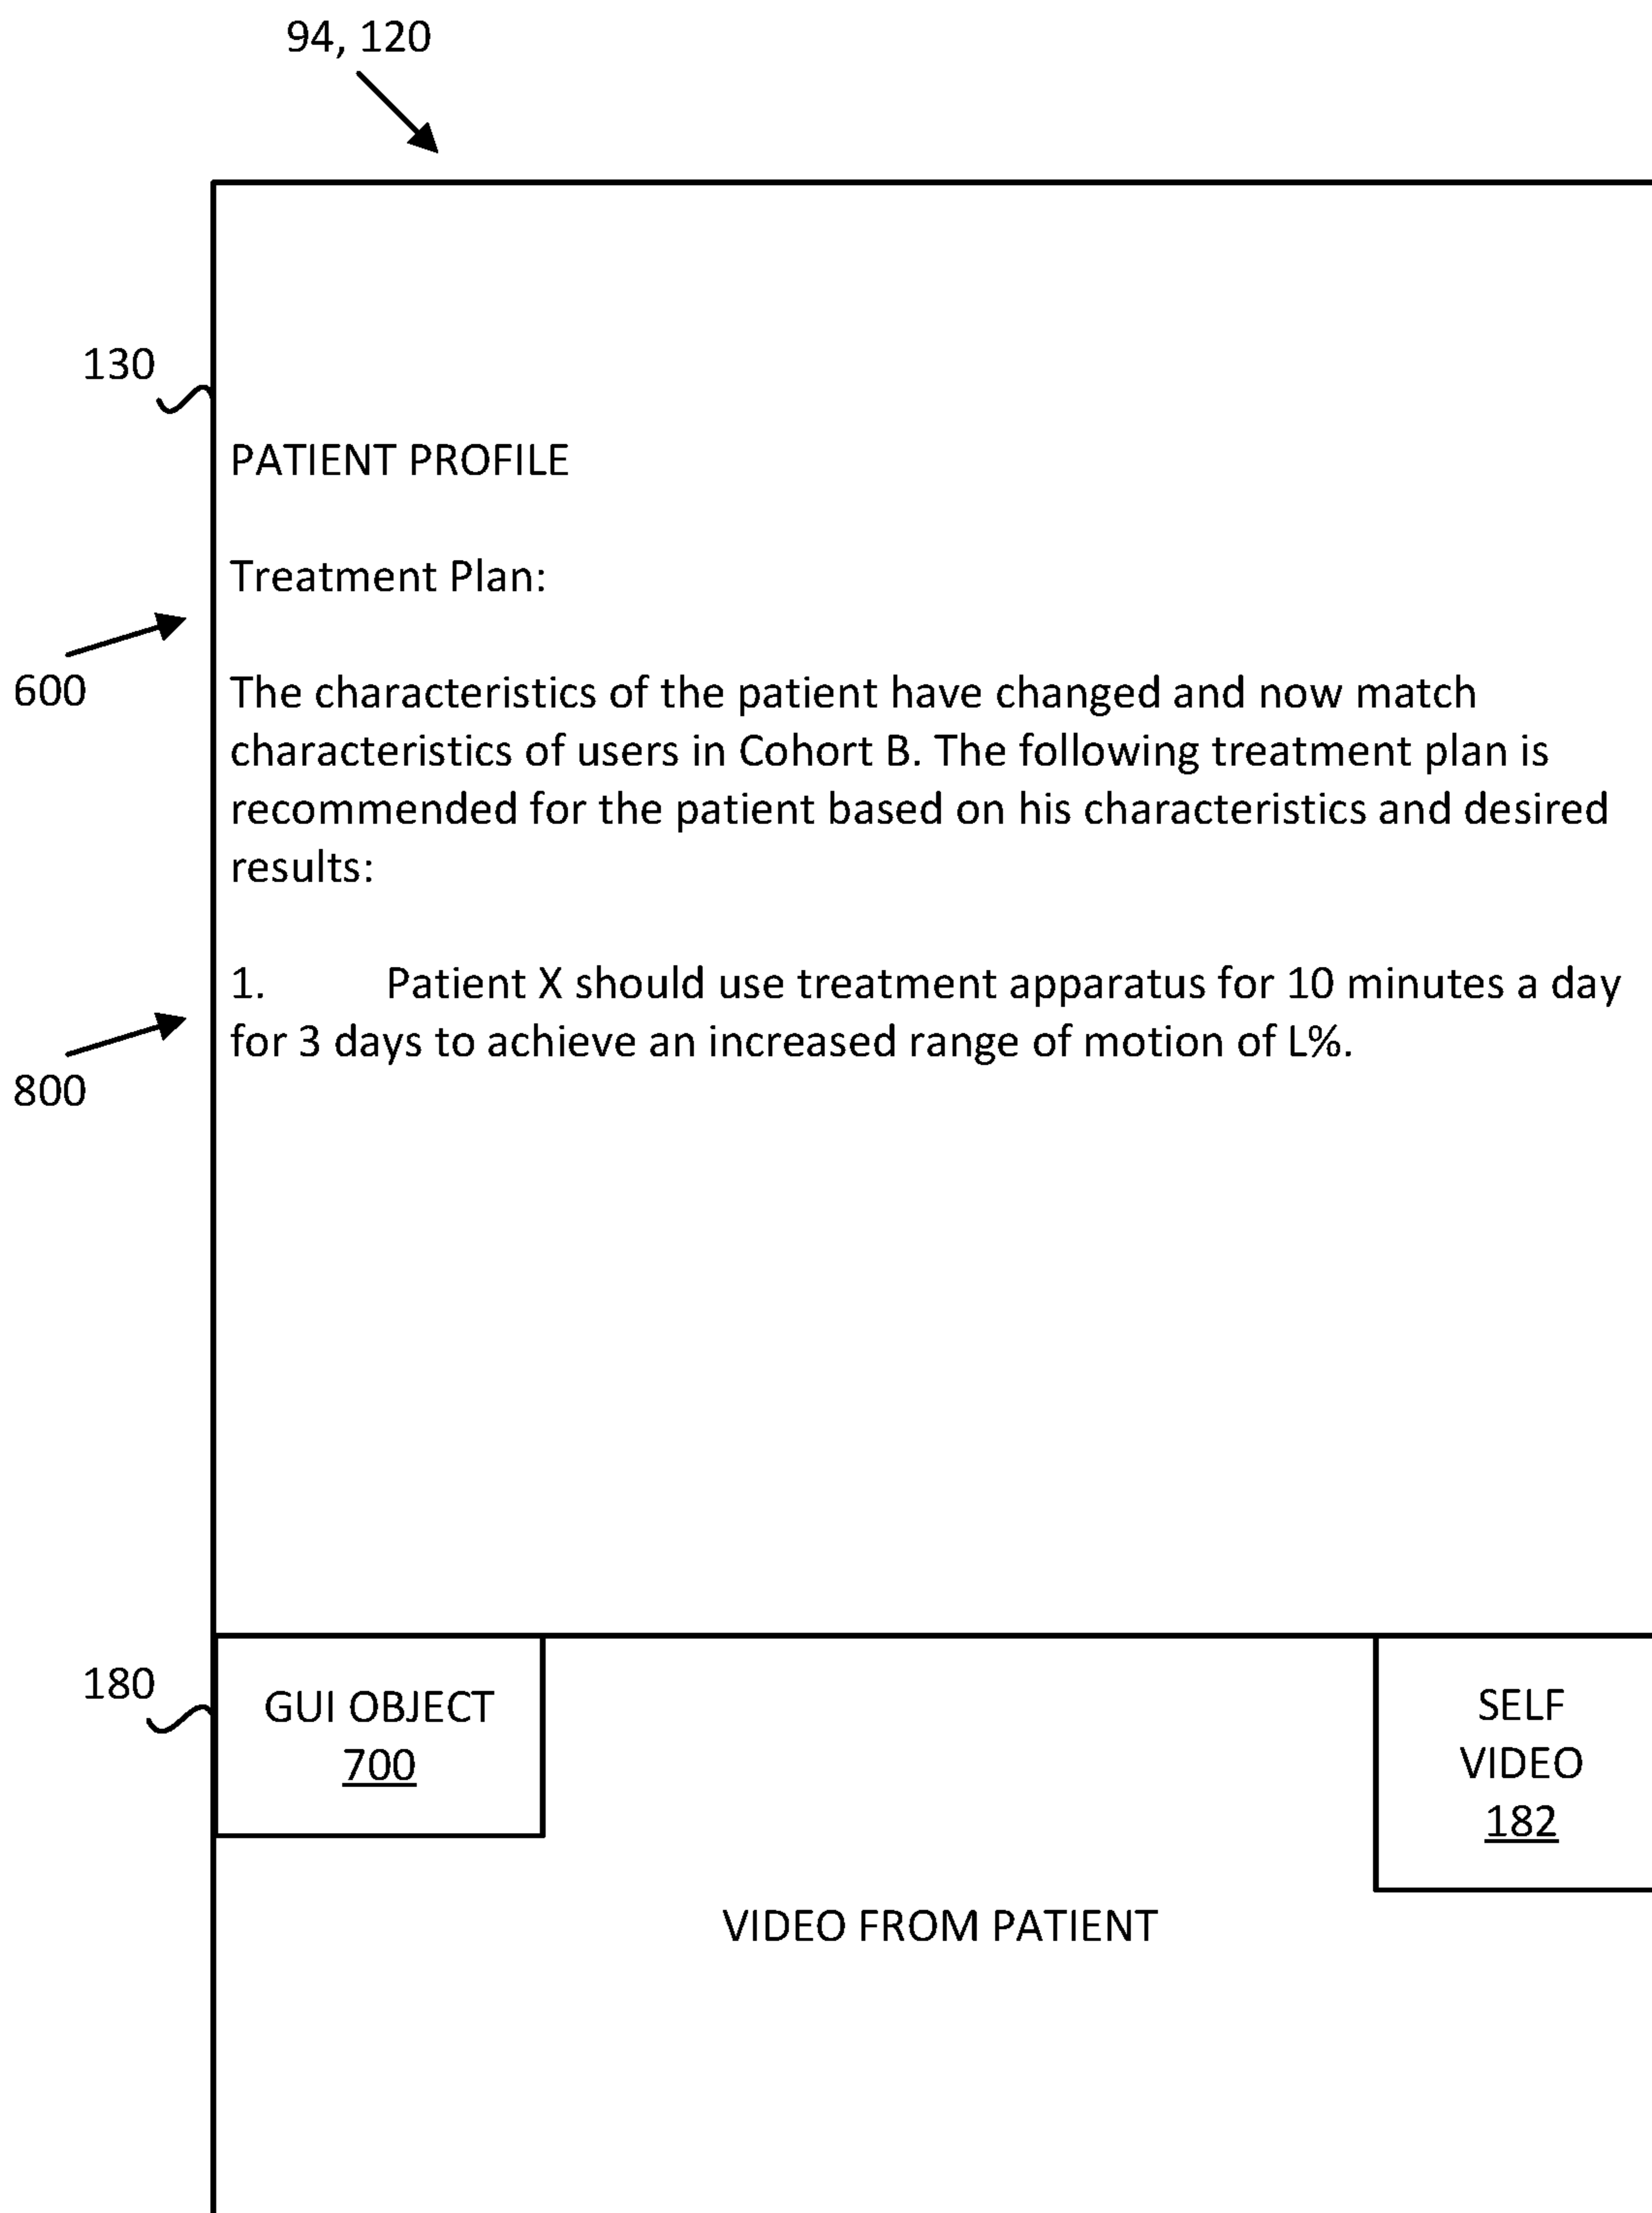 94, 120
130
PATIENT PROFILE
Treatment Plan:
600
The characteristics of the patient have changed and now match
characteristics of users in Cohort B. The following treatment plan is
recommended for the patient based on his characteristics and desired
results:
1. Patient X should use treatment apparatus for 10 minutes a day
for 3 days to achieve an increased range of motion of L%.
800
180
GUI OBJECT
700
SELF
VIDEO
182
VIDEO FROM PATIENT